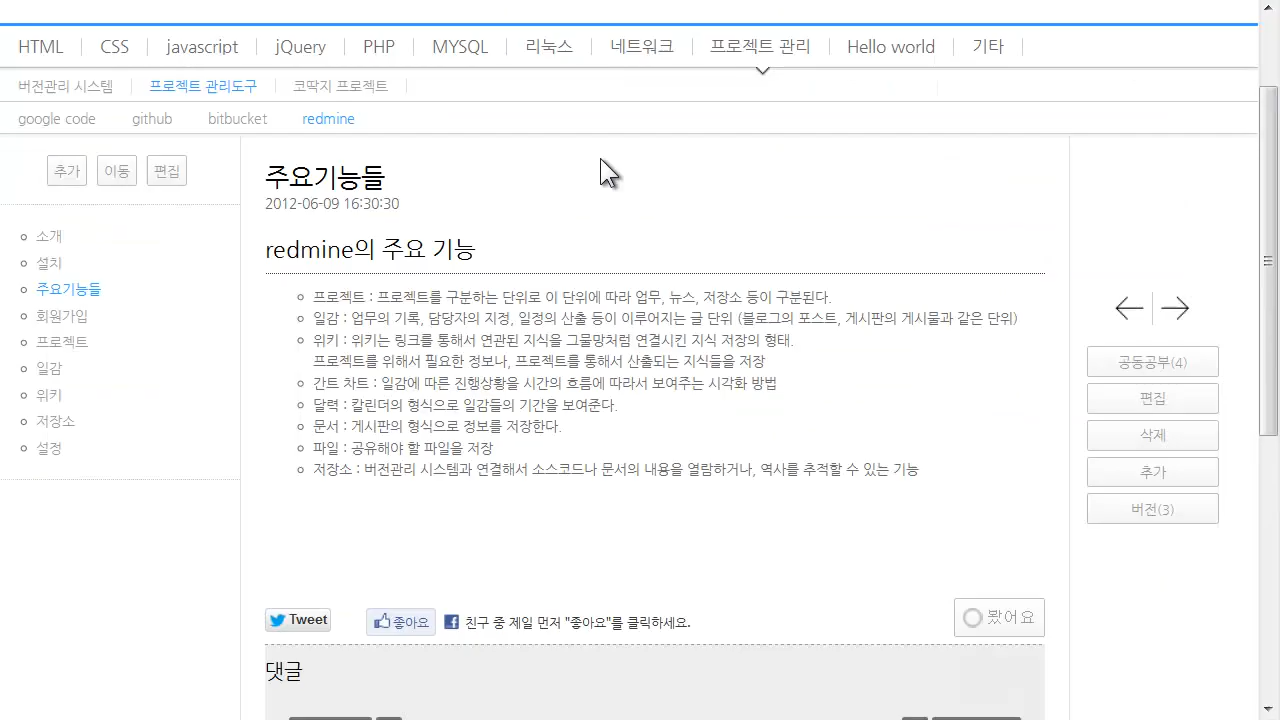 HTML CSS javascript jQuery PHP MYSQL 리눅스 네트워크 프로젝트 관리 Hello world 기타
버전관리 시스템 프로젝트 관리도구 코딱지 프로젝트
google code github bitbucket redmine
추가 이동 편집
소개
설치
주요기능들
회원가입
프로젝트
일감
위키
저장소
설정
주요기능들
2012-06-09 16:30:30
redmine의 주요 기능
프로젝트 : 프로젝트를 구분하는 단위로 이 단위에 따라 업무, 뉴스, 저장소 등이 구분된다.
일감 : 업무의 기록, 담당자의 지정, 일정의 산출 등이 이루어지는 글 단위 (블로그의 포스트, 게시판의 게시물과 같은 단위)
위키 : 위키는 링크를 통해서 연관된 지식을 그물망처럼 연결시킨 지식 저장의 형태.
프로젝트를 위해서 필요한 정보나, 프로젝트를 통해서 산출되는 지식들을 저장
간트 차트 : 일감에 따른 진행상황을 시간의 흐름에 따라서 보여주는 시각화 방법
달력 : 칼린더의 형식으로 일감들의 기간을 보여준다.
문서 : 게시판의 형식으로 정보를 저장한다.
파일 : 공유해야 할 파일을 저장
저장소 : 버전관리 시스템과 연결해서 소스코드나 문서의 내용을 열람하거나, 역사를 추적할 수 있는 기능
Tweet 좋아요 친구 중 제일 먼저 "좋아요"를 클릭하세요. 봤어요
댓글
공동공부(4)
편집
삭제
추가
버전(3)